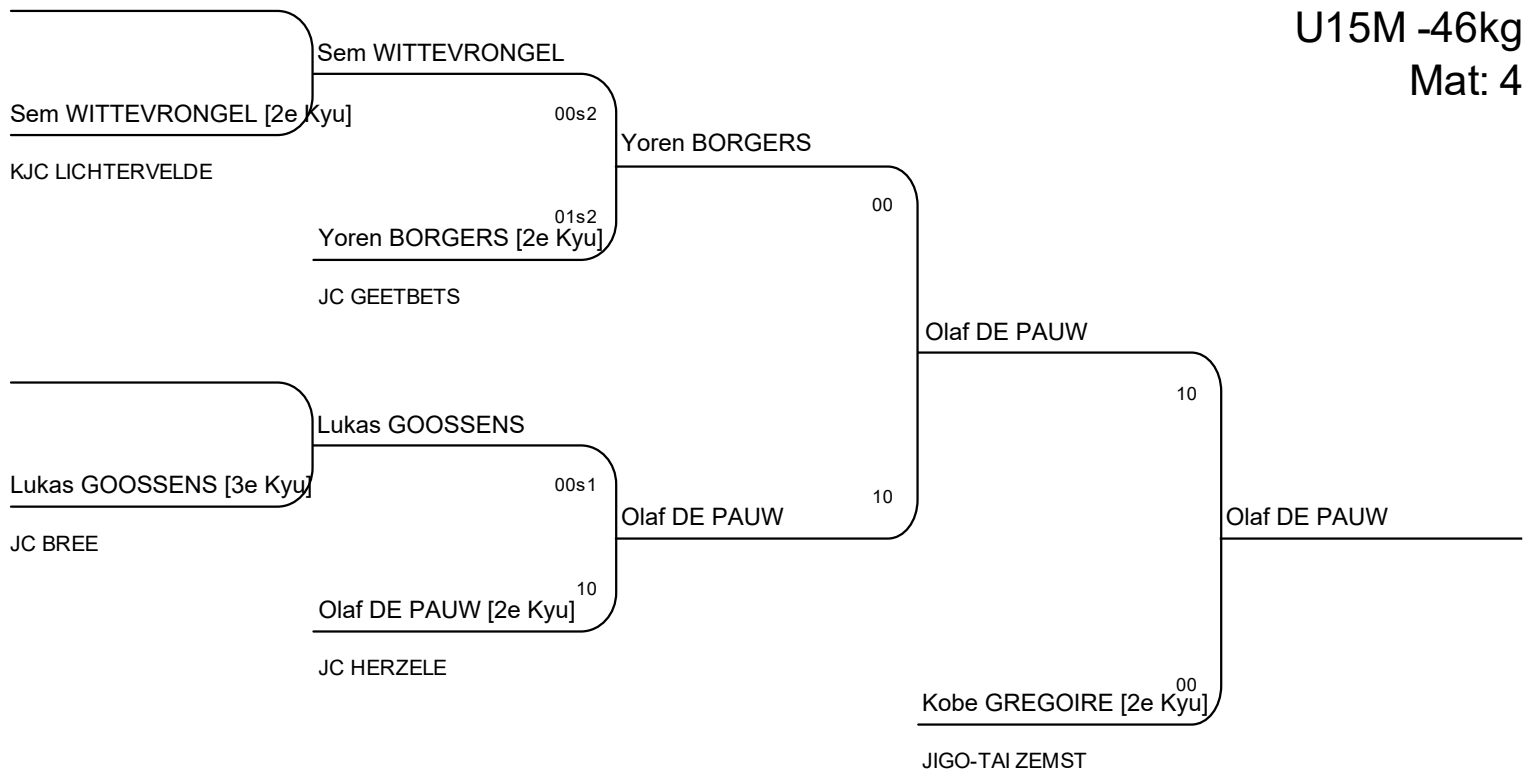 U15M -46kg
Mat: 4
Sem WITTEVRONGEL
Sem WITTEVRONGEL [2e Kyu]
00s2
KJC LICHTERVELDE
Yoren BORGERS
01s2
Yoren BORGERS [2e Kyu]
00
JC GEETBETS
Olaf DE PAUW
10
Lukas GOOSSENS
Lukas GOOSSENS [3e Kyu]
00s1
JC BREE
10
Olaf DE PAUW
Olaf DE PAUW
10
Olaf DE PAUW [2e Kyu]
JC HERZELE
00
Kobe GREGOIRE [2e Kyu]
JIGO-TAI ZEMST